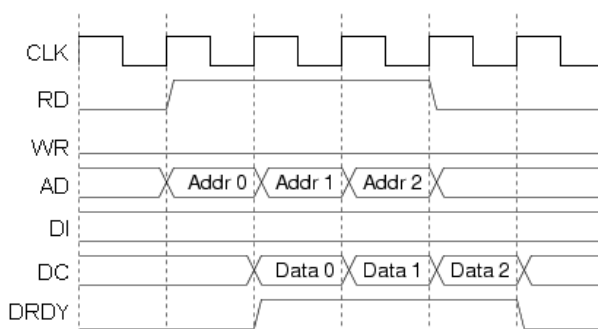 CLK
RD
WR
AD Addr 0 Addr 1 Addr 2
DI
DC Data 0 Data 1 Data 2
DRDY